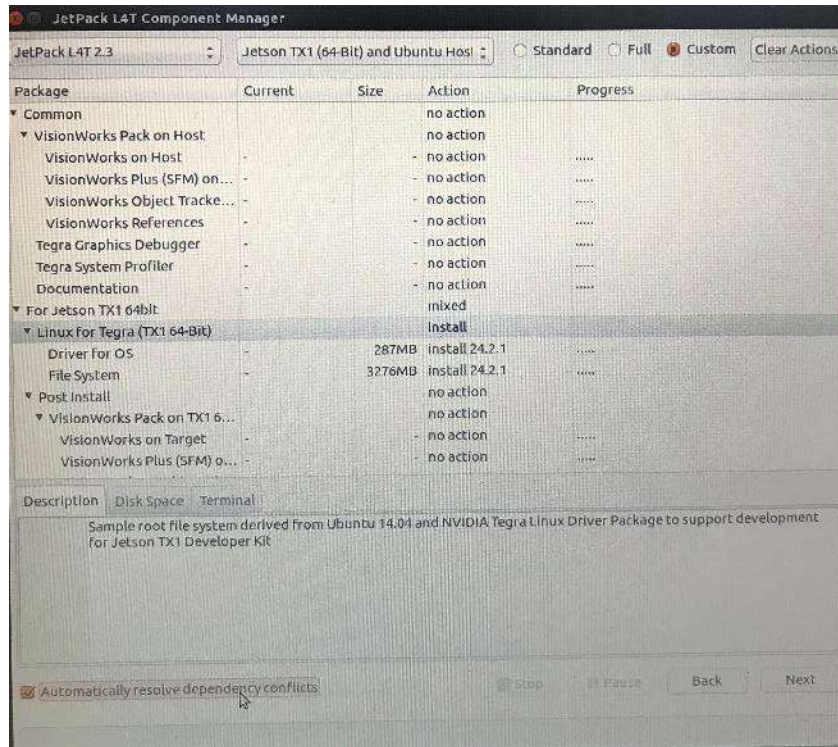 JetPack L4T Component Manager
JetPack L4T 2.3 Jetson TX1 (64-Bit) and Ubuntu Host Standard Full Custom Clear Actions
Package Current Size Action Progress
Common no action
VisionWorks Pack on Host no action
VisionWorks on Host - - no action .....
VisionWorks Plus (SFM) on... - - no action .....
VisionWorks Object Tracke... - - no action .....
VisionWorks References - - no action .....
Tegra Graphics Debugger - - no action .....
Tegra System Profiler - - no action .....
Documentation - - no action .....
For Jetson TX1 64bit mixed
Linux for Tegra (TX1 64-Bit) Install
Driver for OS - 287MB install 24.2.1 .....
File System - 3276MB install 24.2.1 .....
Post Install no action
VisionWorks Pack on TX1 6... no action
VisionWorks on Target - - no action .....
VisionWorks Plus (SFM) o... - - no action .....
Description Disk Space Terminal
Sample root file system derived from Ubuntu 14.04 and NVIDIA Tegra Linux Driver Package to support development
for Jetson TX1 Developer Kit
Automatically resolve dependency conflicts Stop Pause Back Next